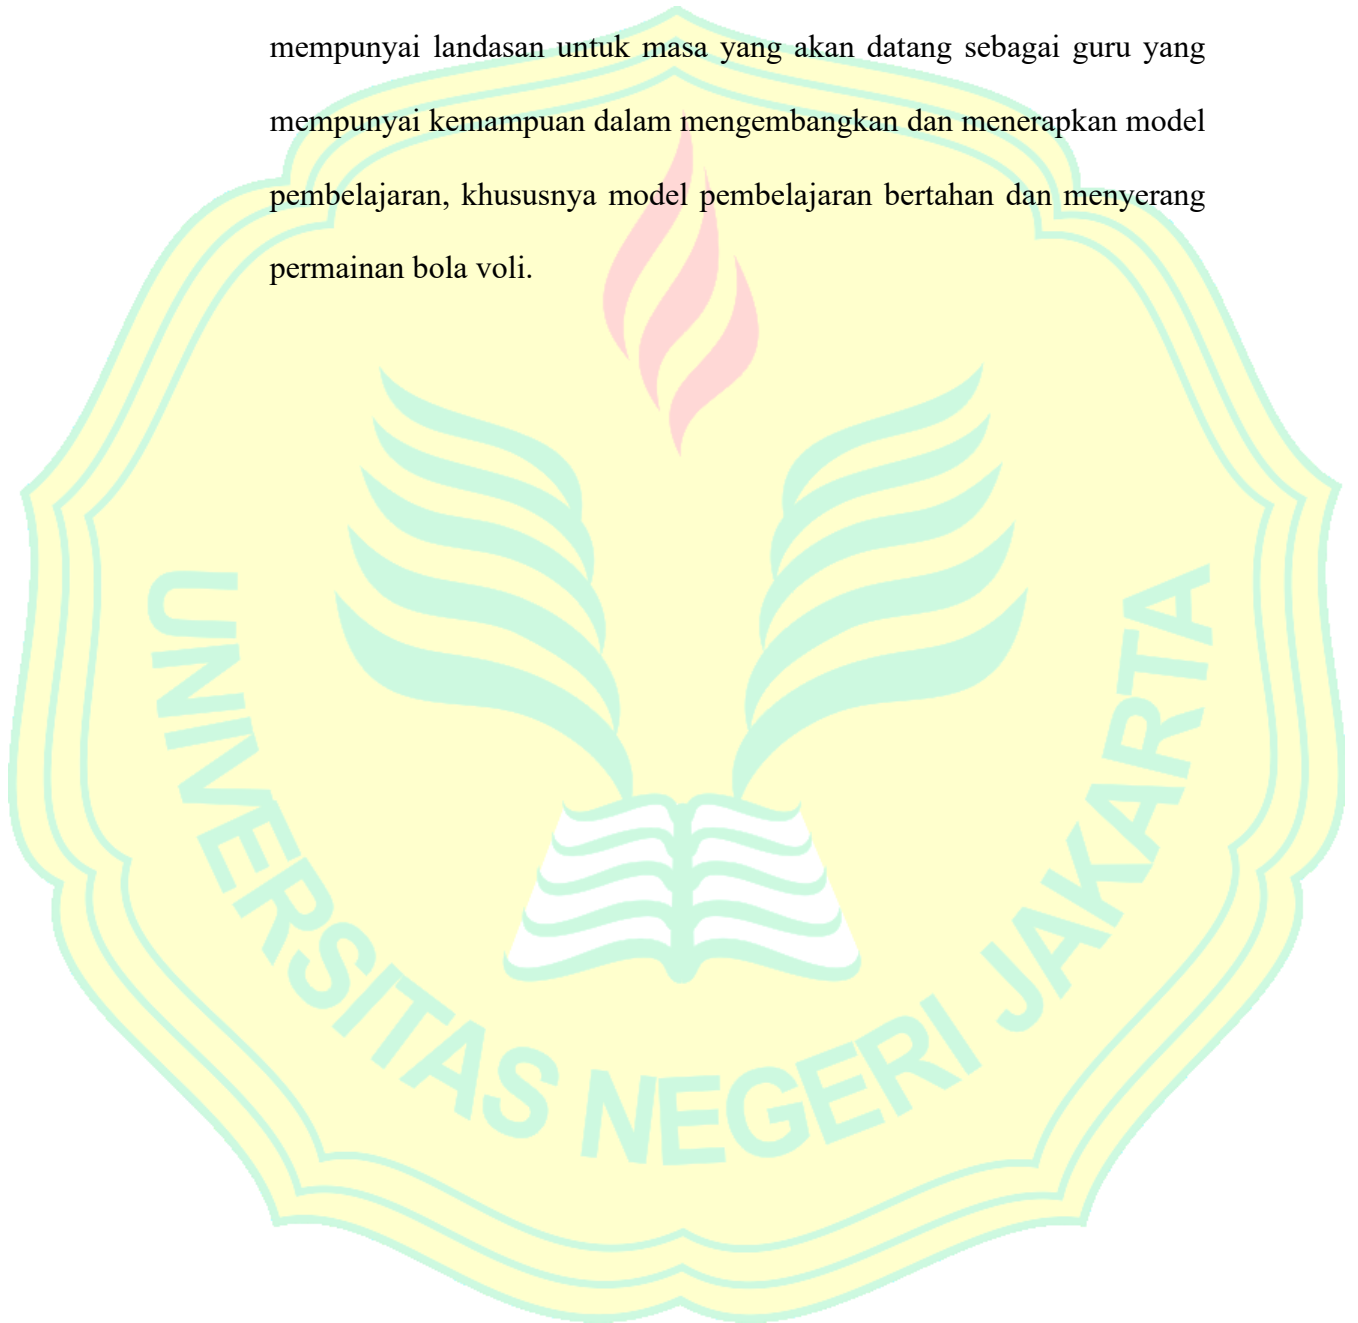 mempunyai landasan untuk masa yang akan datang sebagai guru yang
mempunyai kemampuan dalam mengembangkan dan menerapkan model
pembelajaran, khususnya model pembelajaran bertahan dan menyerang
permainan bola voli.
UNIVERSITAS NEGERI JAKARTA